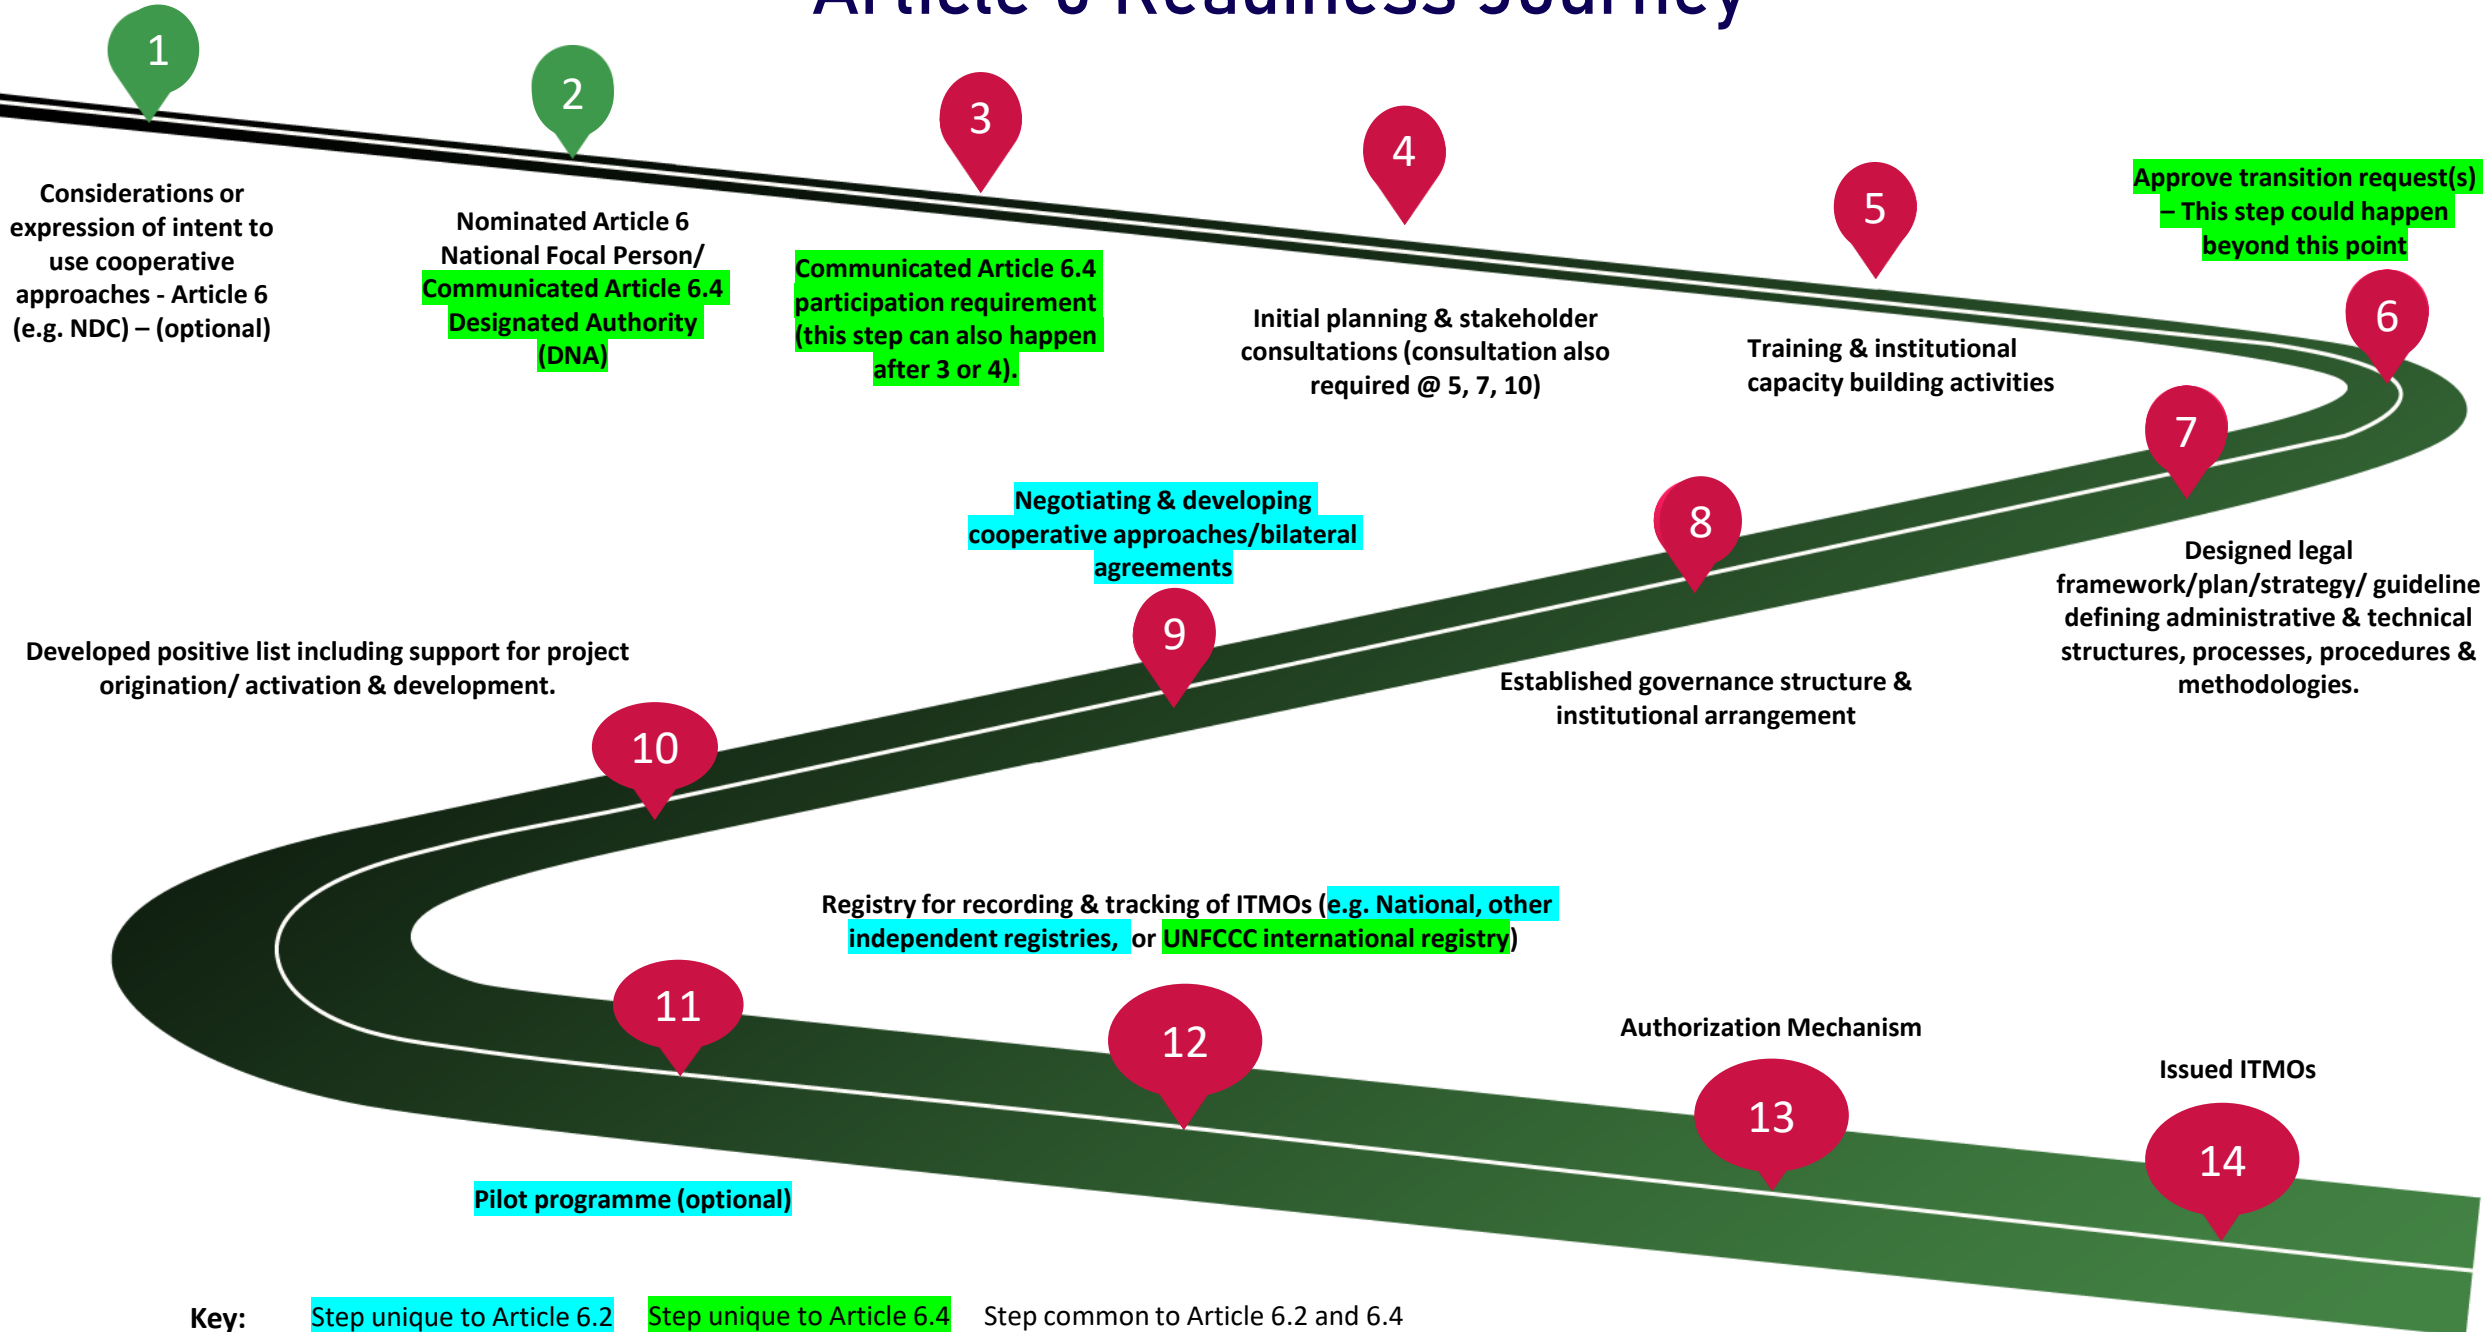 Article 6 Readiness Journey
1
Considerations or
expression of intent to
use cooperative
approaches - Article 6
(e.g. NDC) – (optional)
2
Nominated Article 6
National Focal Person/
Communicated Article 6.4
Designated Authority
(DNA)
3
Communicated Article 6.4
participation requirement
(this step can also happen
after 3 or 4).
4
Initial planning & stakeholder
consultations (consultation also
required @ 5, 7, 10)
5
Training & institutional
capacity building activities
Approve transition request(s)
– This step could happen
beyond this point
6
7
Designed legal
framework/plan/strategy/ guideline
defining administrative & technical
structures, processes, procedures &
methodologies.
8
Established governance structure &
institutional arrangement
Negotiating & developing
cooperative approaches/bilateral
agreements
9
Developed positive list including support for project
origination/ activation & development.
10
11
Pilot programme (optional)
Registry for recording & tracking of ITMOs (e.g. National, other
independent registries, or UNFCCC international registry)
12
Authorization Mechanism
13
Issued ITMOs
14
Key: Step unique to Article 6.2 Step unique to Article 6.4 Step common to Article 6.2 and 6.4